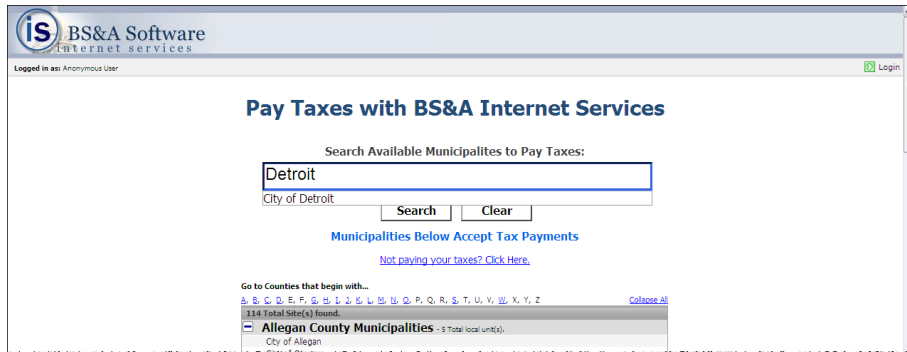 is BS&A Software
Internet services
Logged in as: Anonymous User
Login
Pay Taxes with BS&A Internet Services
Search Available Municipalites to Pay Taxes:
Detroit
City of Detroit
Search Clear
Municipalities Below Accept Tax Payments
Not paying your taxes? Click Here.
Go to Counties that begin with...
A, B, C, D, E, F, G, H, I, J, K, L, M, N, O, P, Q, R, S, T, U, V, W, X, Y, Z Collapse All
114 Total Site(s) found.
Allegan County Municipalities - 5 Total local unit(s).
City of Allegan